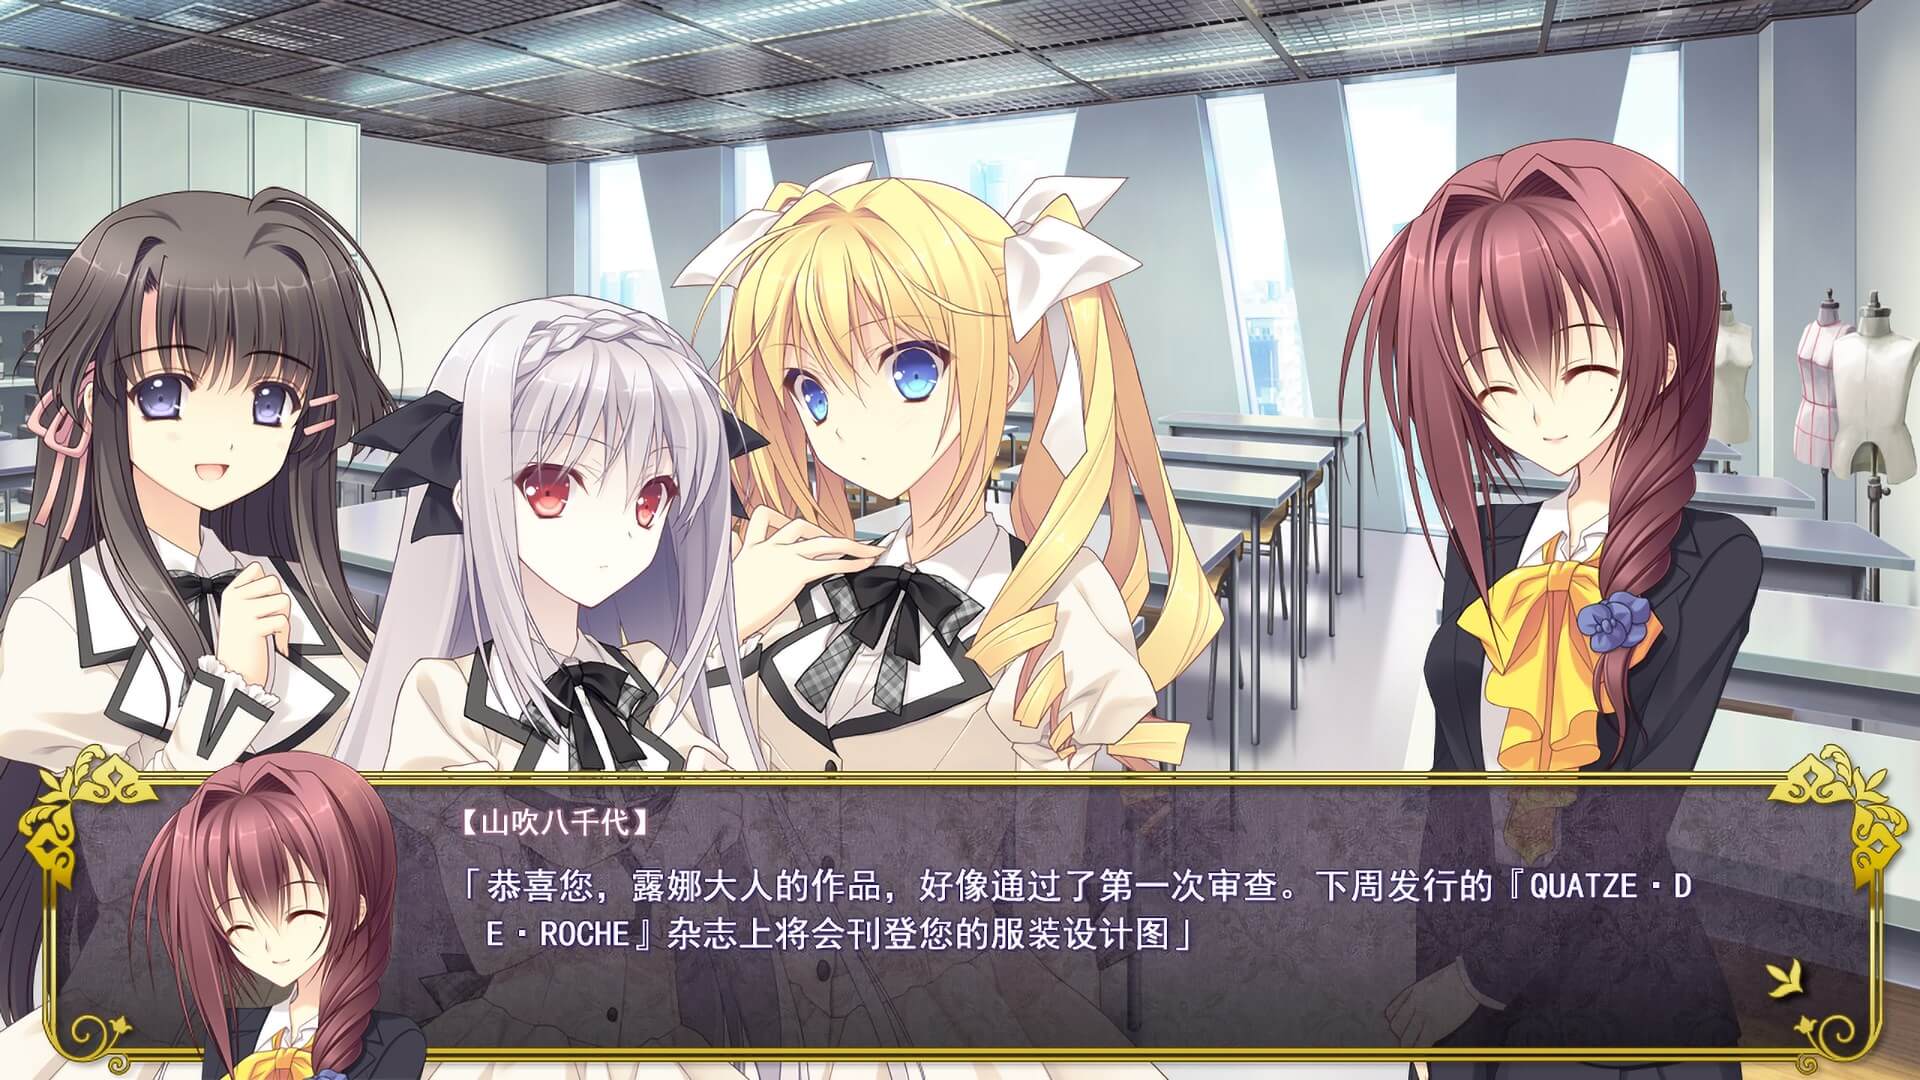 【山吹八千代】
「恭喜您，露娜大人的作品，好像通过了第一次审查。下周发行的『QUATZE・D
E・ROCHE』杂志上将会刊登您的服装设计图」